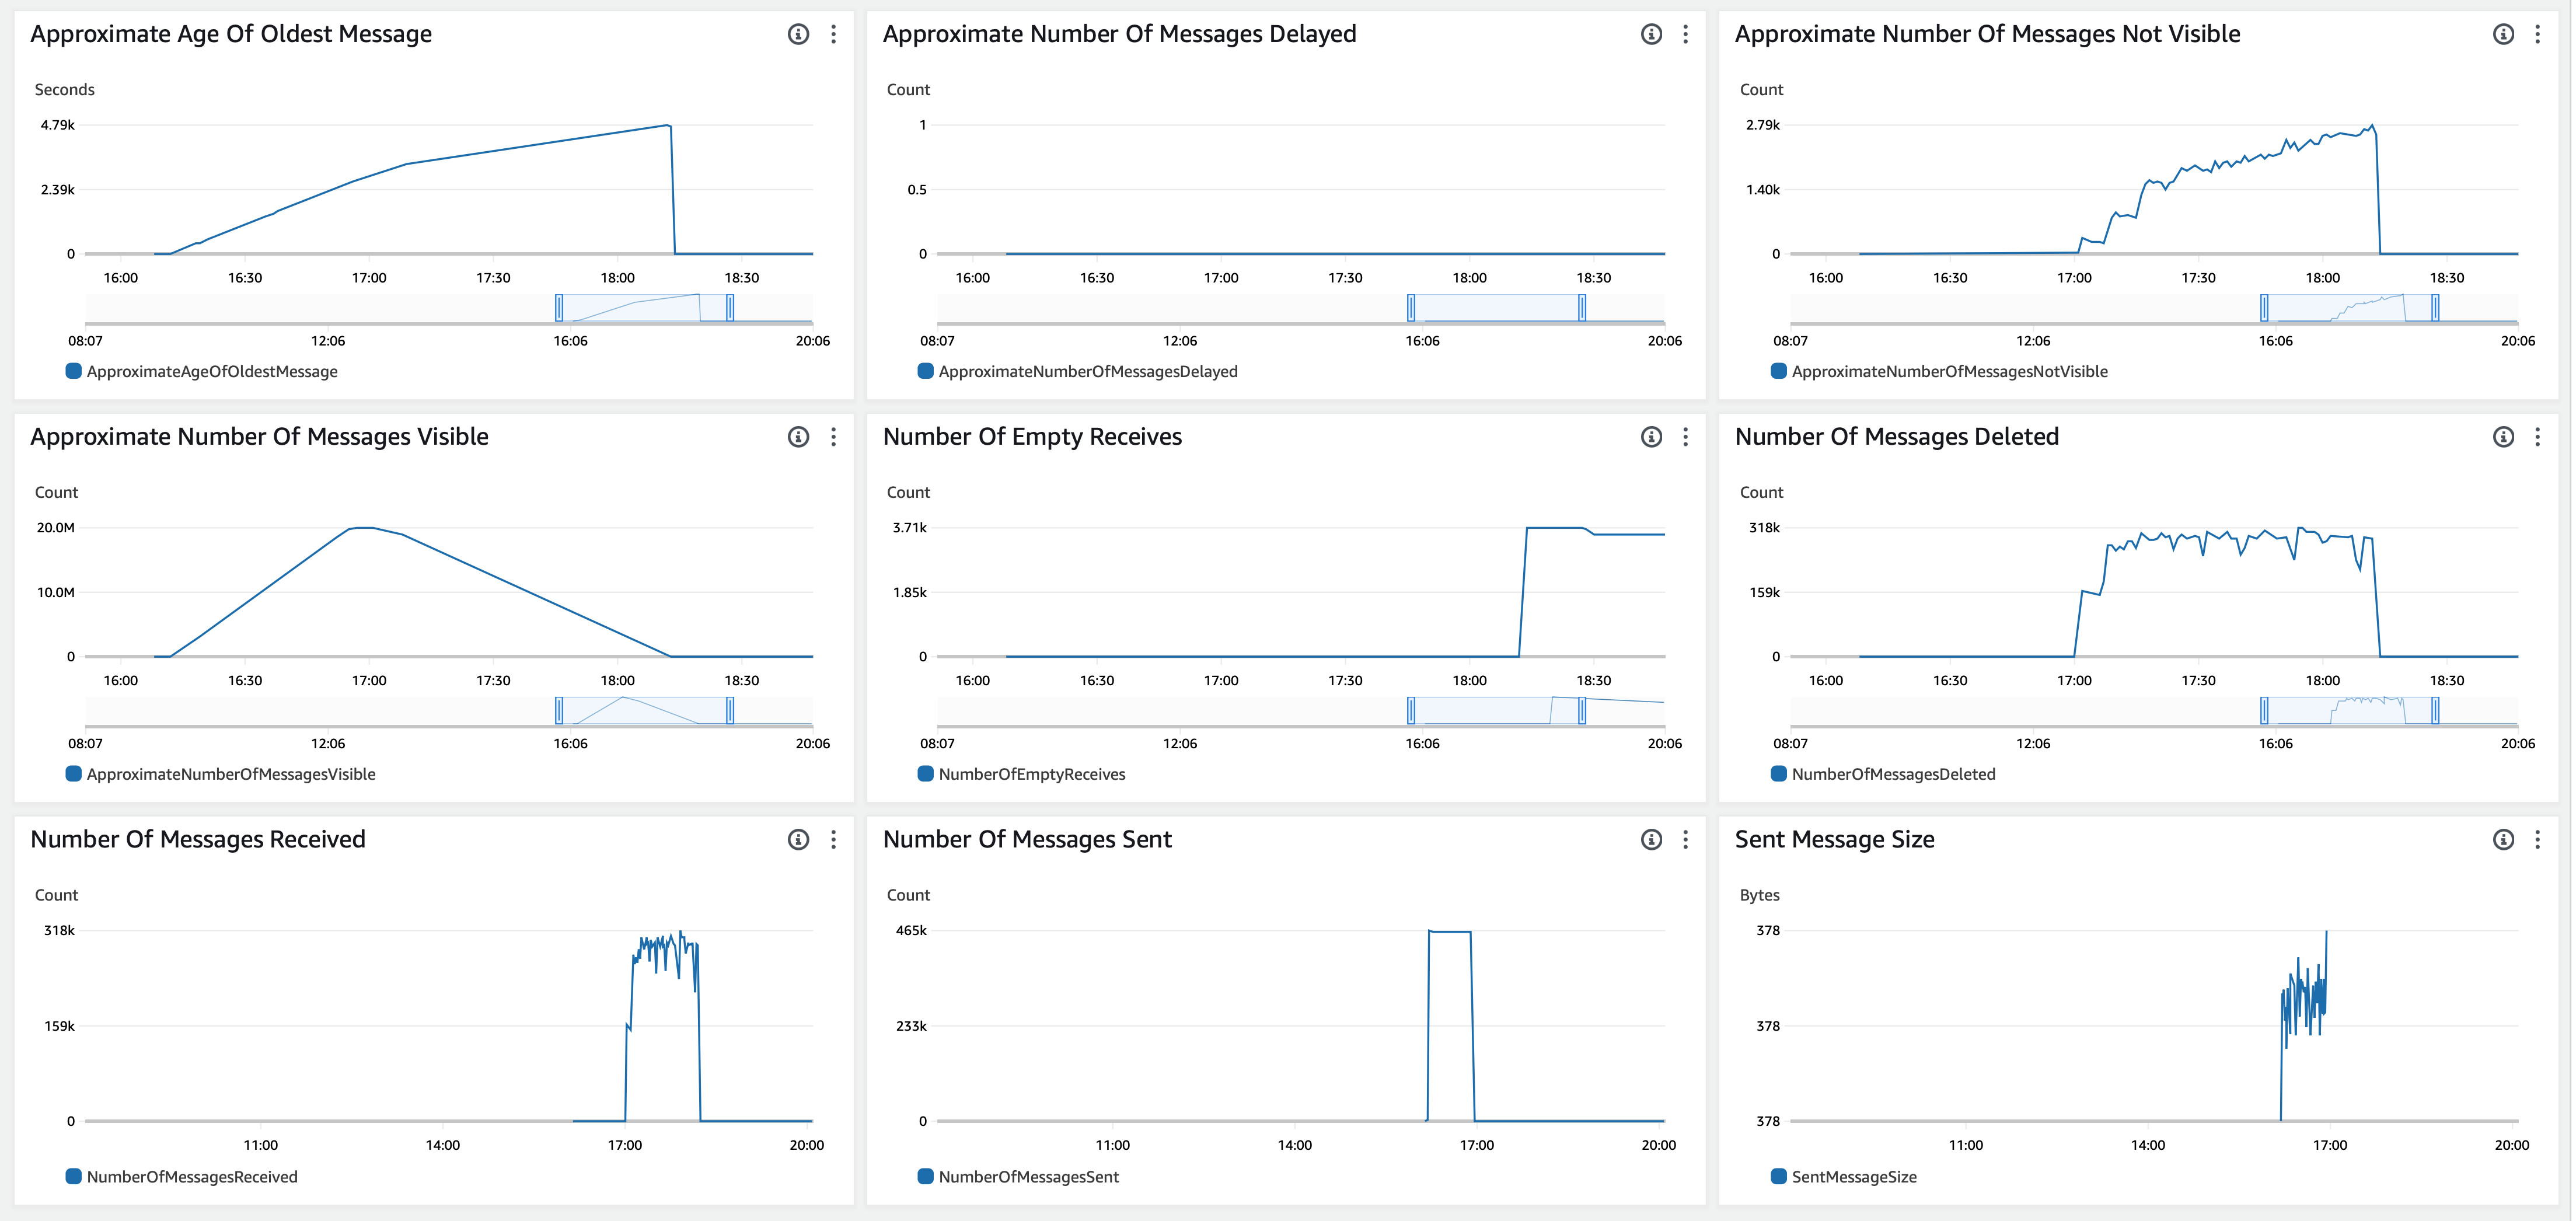 Approximate Age Of Oldest Message
Seconds
4.79k
2.39k
0
16:00 16:30 17:00 17:30 18:00 18:30
08:07 12:06 16:06 20:06
ApproximateAgeOfOldestMessage
Approximate Number Of Messages Delayed
Count
1
0.5
0
16:00 16:30 17:00 17:30 18:00 18:30
08:07 12:06 16:06 20:06
ApproximateNumberOfMessagesDelayed
Approximate Number Of Messages Not Visible
Count
2.79k
1.40k
0
16:00 16:30 17:00 17:30 18:00 18:30
08:07 12:06 16:06 20:06
ApproximateNumberOfMessagesNotVisible
Approximate Number Of Messages Visible
Count
20.0M
10.0M
0
16:00 16:30 17:00 17:30 18:00 18:30
08:07 12:06 16:06 20:06
ApproximateNumberOfMessagesVisible
Number Of Empty Receives
Count
3.71k
1.85k
0
16:00 16:30 17:00 17:30 18:00 18:30
08:07 12:06 16:06 20:06
NumberOfEmptyReceives
Number Of Messages Deleted
Count
318k
159k
0
16:00 16:30 17:00 17:30 18:00 18:30
08:07 12:06 16:06 20:06
NumberOfMessagesDeleted
Number Of Messages Received
Count
318k
159k
0
11:00 14:00 17:00 20:00
NumberOfMessagesReceived
Number Of Messages Sent
Count
465k
233k
0
11:00 14:00 17:00 20:00
NumberOfMessagesSent
Sent Message Size
Bytes
378
378
378
11:00 14:00 17:00 20:00
SentMessageSize